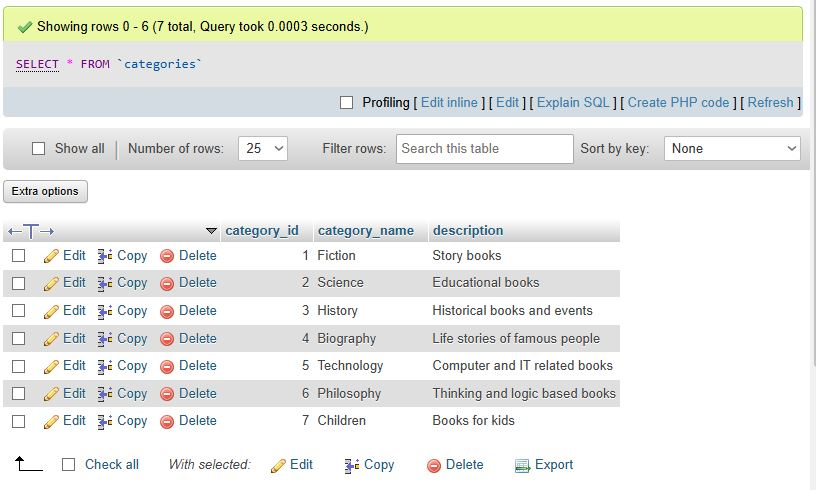 Showing rows 0 - 6 (7 total, Query took 0.0003 seconds.)
SELECT * FROM `categories`
Profiling [ Edit inline ] [ Edit ] [ Explain SQL ] [ Create PHP code ] [ Refresh ]
Show all Number of rows: 25 Filter rows: Search this table Sort by key: None
Extra options
category_id category_name description
Edit Copy Delete 1 Fiction Story books
Edit Copy Delete 2 Science Educational books
Edit Copy Delete 3 History Historical books and events
Edit Copy Delete 4 Biography Life stories of famous people
Edit Copy Delete 5 Technology Computer and IT related books
Edit Copy Delete 6 Philosophy Thinking and logic based books
Edit Copy Delete 7 Children Books for kids
Check all With selected: Edit Copy Delete Export